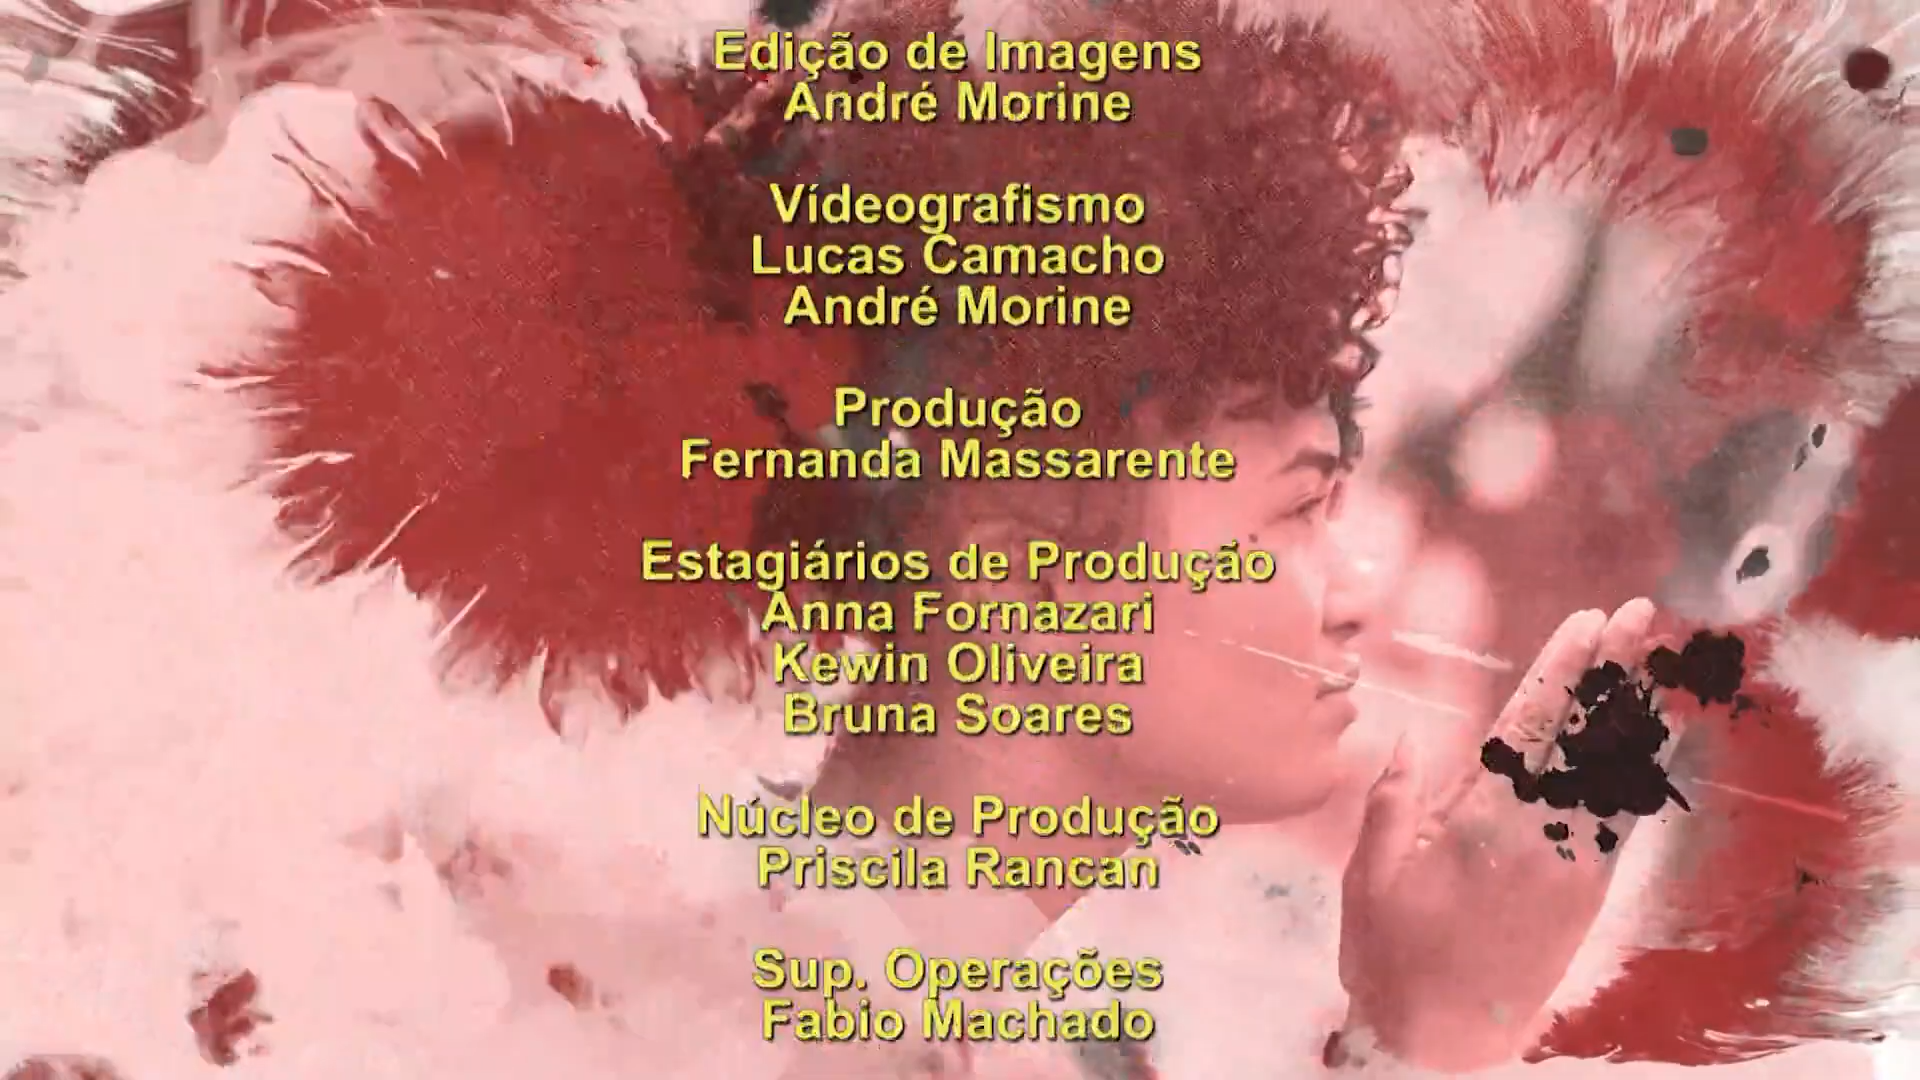 Edição de Imagens
André Morine
Vídeografismo
Lucas Camacho
André Morine
Produção
Fernanda Massarente
Estagiários de Produção
Anna Fornazari
Kewin Oliveira
Bruna Soares
Núcleo de Produção
Priscila Rancan
Sup. Operações
Fabio Machado